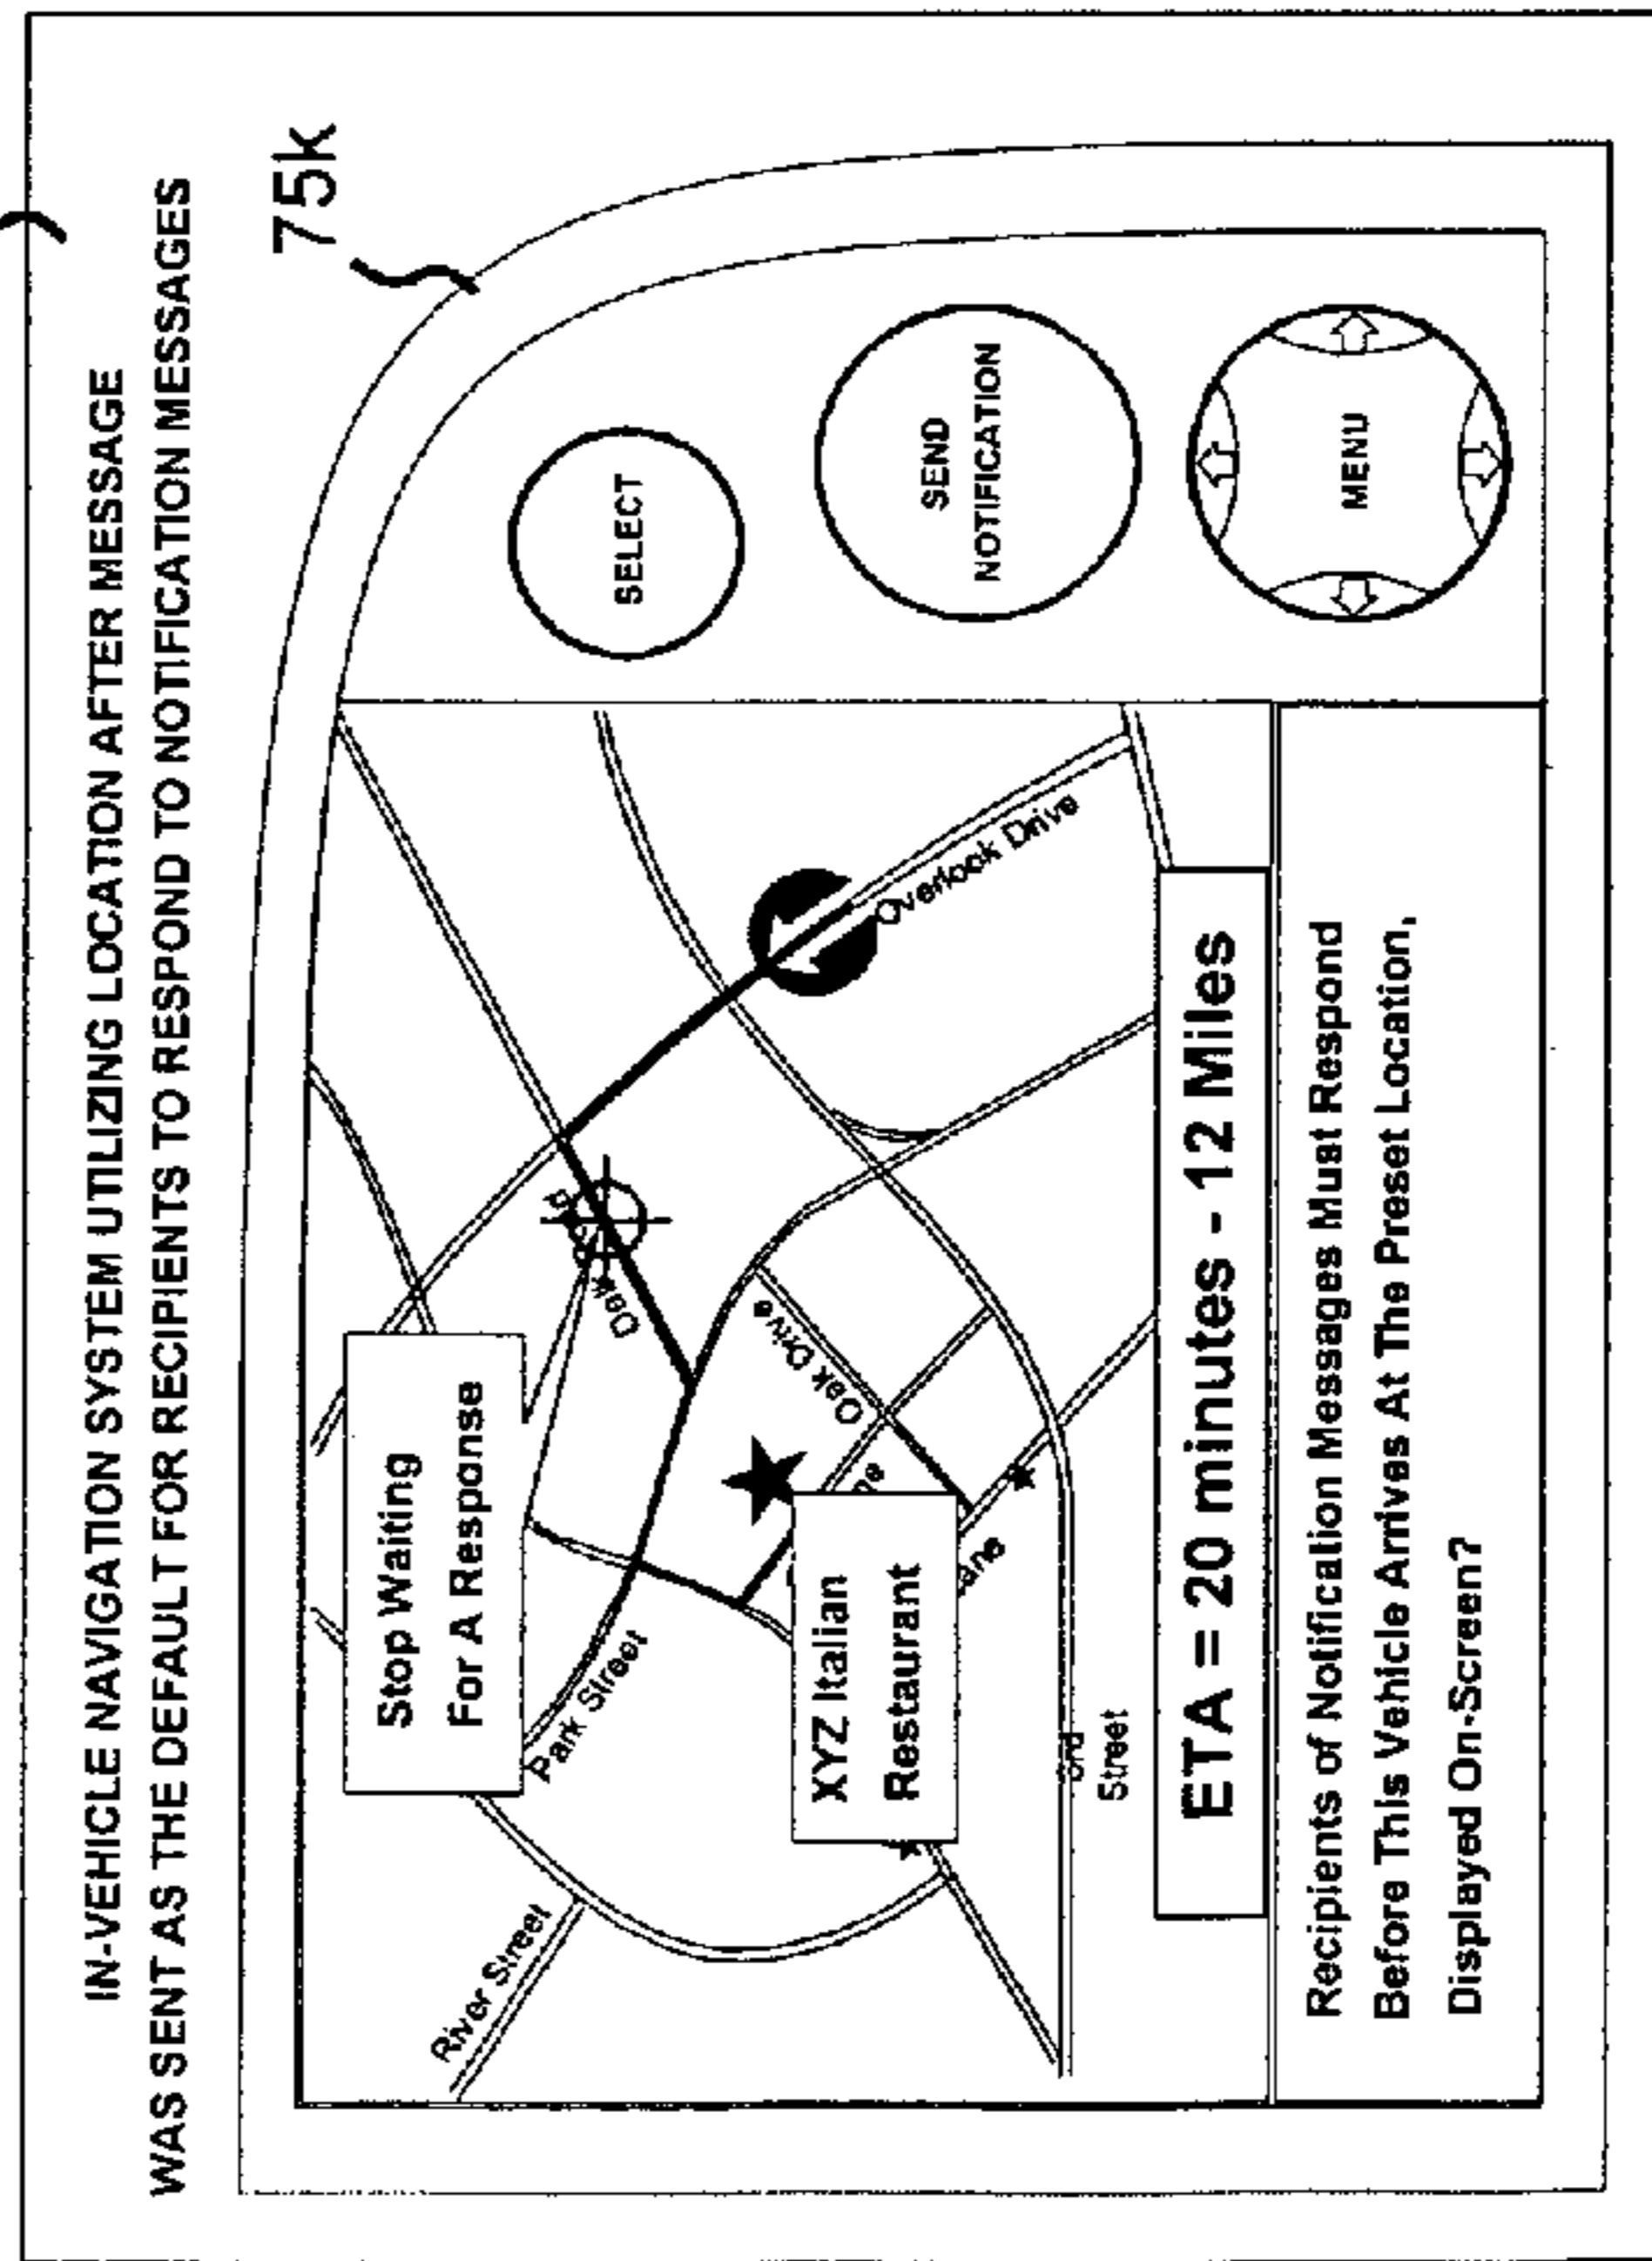 IN-VEHICLE NAVIGATION SYSTEM UTILIZING LOCATION AFTER MESSAGE
WAS SENT AS THE DEFAULT FOR RECIPIENTS TO RESPOND TO NOTIFICATION MESSAGES
75k
Stop Waiting
For A Response
River Street
Park Street
Oak
Oak Drive
Overlook Drive
XYZ Italian
Restaurant
Street
ETA = 20 minutes - 12 Miles
Recipients of Notification Messages Must Respond
Before This Vehicle Arrives At The Preset Location,
Displayed On-Screen?
SELECT
SEND
NOTIFICATION
MENU